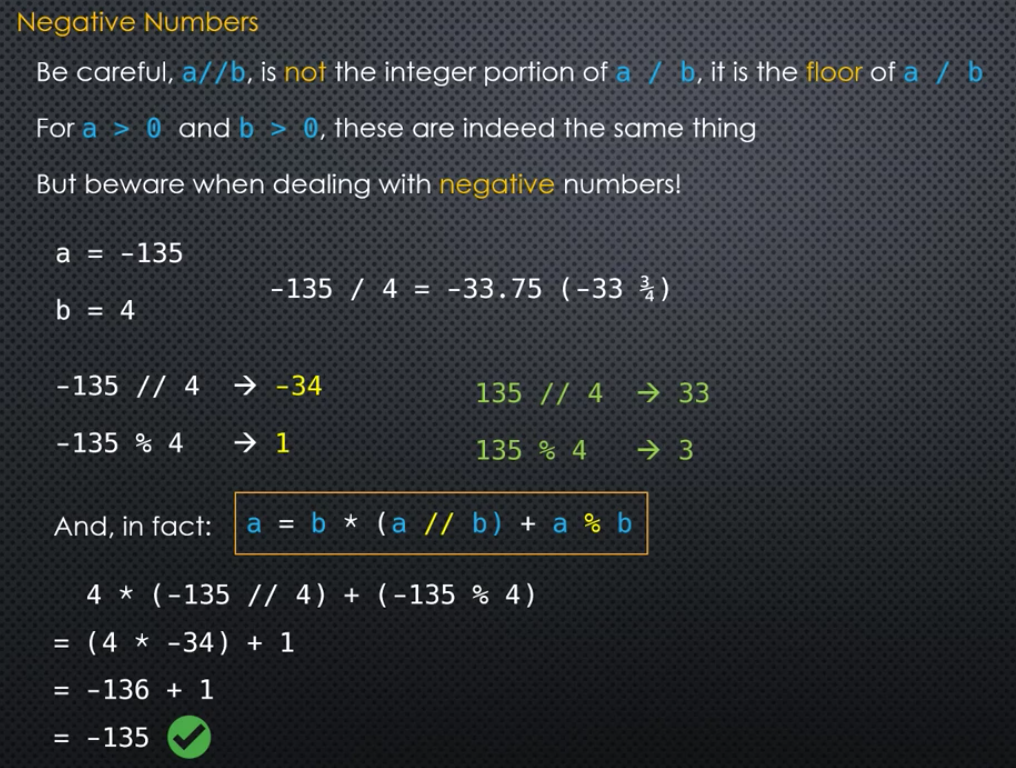 Negative Numbers
Be careful, a//b, is not the integer portion of a / b, it is the floor of a / b
For a > 0 and b > 0, these are indeed the same thing
But beware when dealing with negative numbers!
a = -135
-135 / 4 = -33.75 (-33 ¾)
b = 4
-135 // 4 → -34
135 // 4 → 33
-135 % 4 → 1
135 % 4 → 3
And, in fact: a = b * (a // b) + a % b
4 * (-135 // 4) + (-135 % 4)
= (4 * -34) + 1
= -136 + 1
= -135